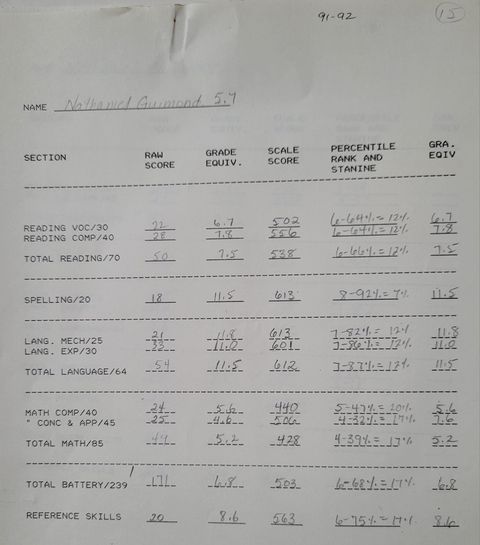 91-92 15
NAME Nathaniel Guimond 5.7
SECTION RAW SCORE GRADE EQUIV. SCALE SCORE PERCENTILE RANK AND STANINE GRA. EQIV
READING VOC/30 22 6.7 502 6-64%=12% 6.7
READING COMP/40 28 7.8 556 6-64%=12% 7.8
TOTAL READING/70 50 7.5 538 6-66%=12% 7.5
SPELLING/20 18 11.5 613 8-92%=7% 11.5
LANG. MECH/25 21 11.8 613 7-82%=12% 11.8
LANG. EXP/30 33 11.0 601 7-86%=12% 11.0
TOTAL LANGUAGE/64 54 11.5 612 7-87%=12% 11.5
MATH COMP/40 24 5.6 440 5-47%=20% 5.6
" CONC & APP/45 25 4.6 506 4-32%=17%
TOTAL MATH/85 49 5.2 428 4-39%=17% 5.2
TOTAL BATTERY/239 171 6.8 503 6-68%=17% 6.8
REFERENCE SKILLS 20 8.6 563 6-75%=17% 8.6